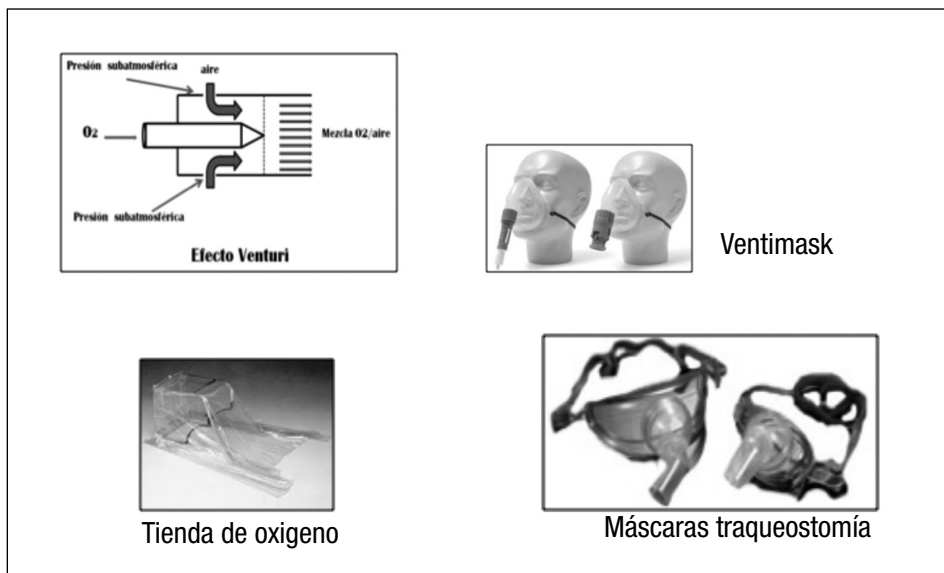 Presión subatmosférica
aire
O2
Mezcla O2/aire
Presión subatmosférica
Efecto Venturi
Ventimask
Tienda de oxigeno
Máscaras traqueostomía